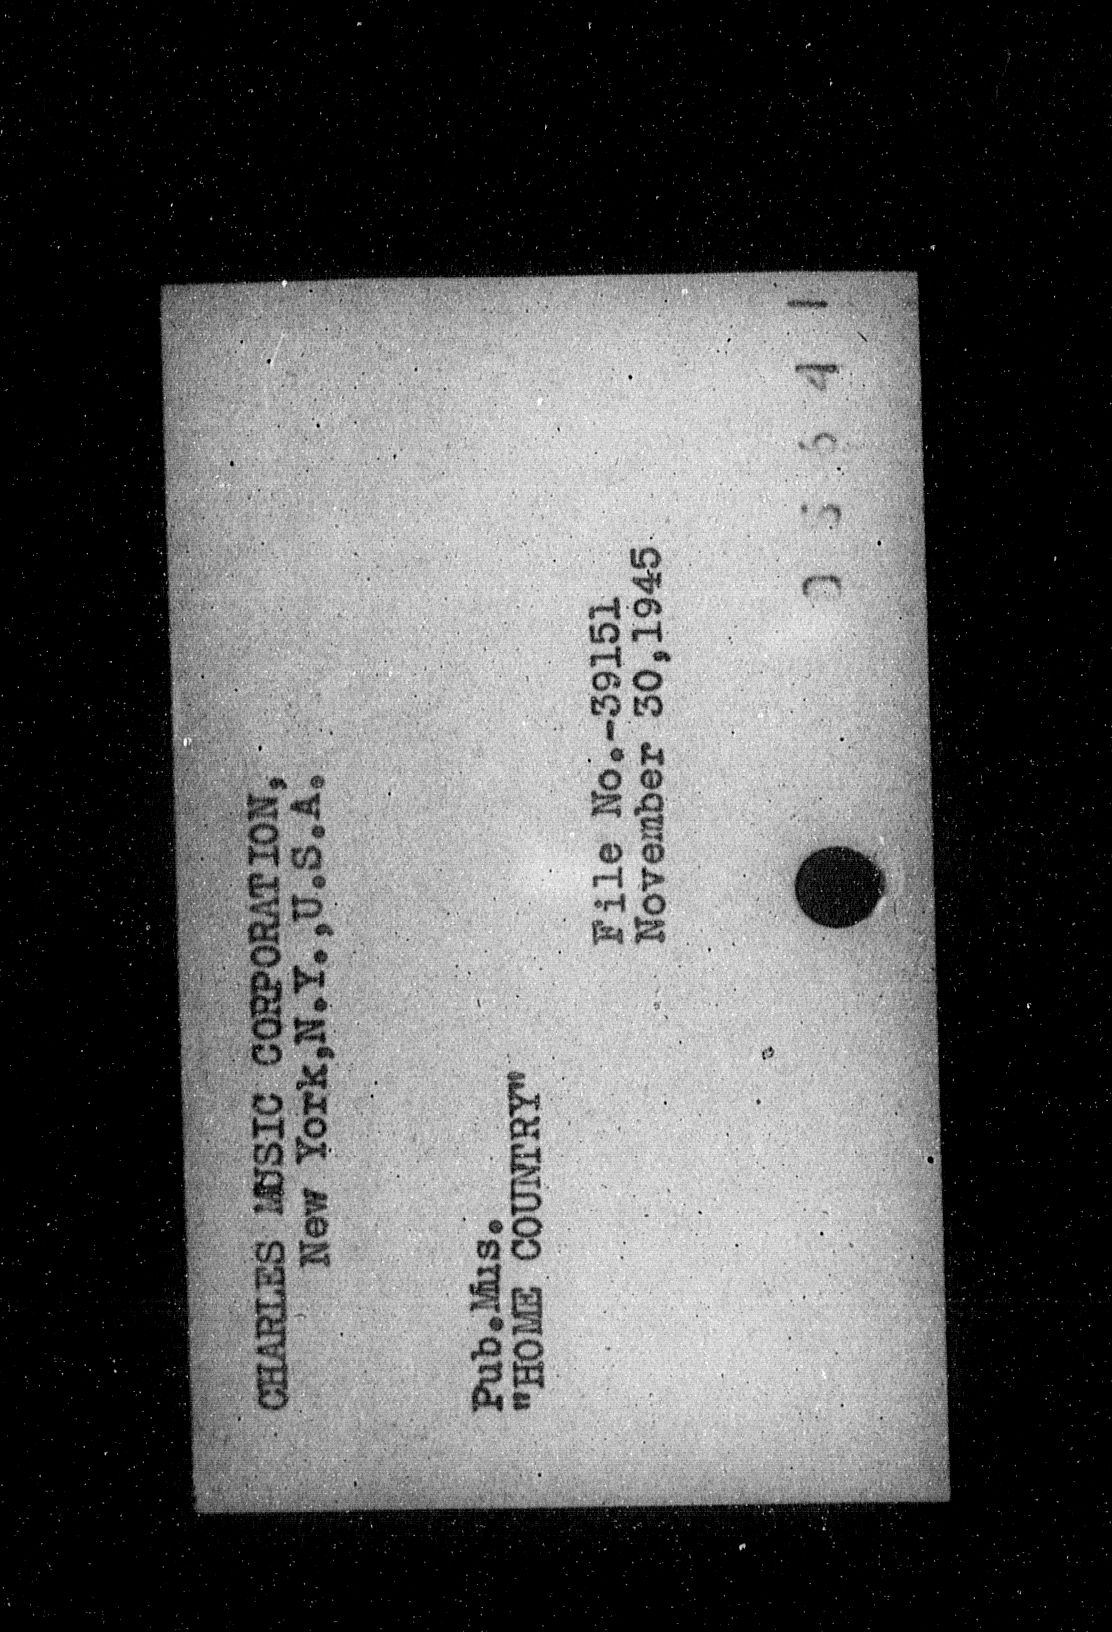 CHARLES MUSIC CORPORATION,
New York,N.Y.,U.S.A.
Pub.Mus.
"HOME COUNTRY"
File No.-39151
November 30,1945